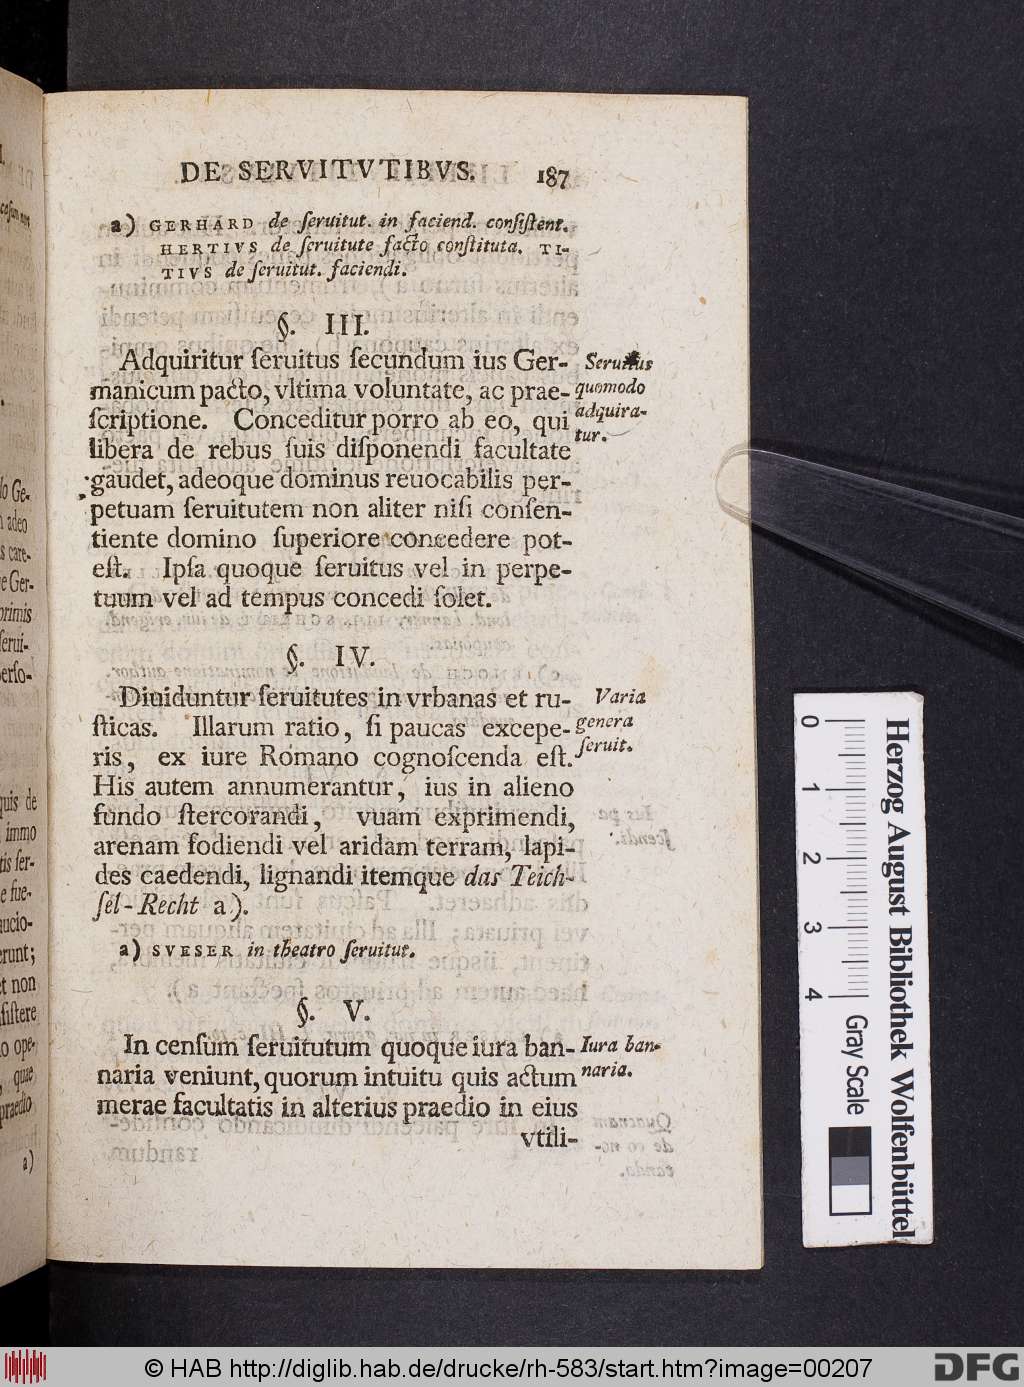 DE SERVITVTIBVS. 187
a) GERHARD de ſeruitut. in faciend. conſiſtent.
HERTIVS de ſeruitute facto conſtituta. TI-
TIVS de ſeruitut. faciendi.
§. III.
Adquiritur ſeruitus ſecundum ius Ger-
manicum pacto, vltima voluntate, ac prae-
ſcriptione. Conceditur porro ab eo, qui
libera de rebus ſuis diſponendi facultate
gaudet, adeoque dominus reuocabilis per-
petuam ſeruitutem non aliter niſi conſen-
tiente domino ſuperiore concedere pot-
eſt. Ipſa quoque ſeruitus vel in perpe-
tuum vel ad tempus concedi ſolet.
Seruitus
quomodo
adquira-
tur.
§. IV.
Diuiduntur ſeruitutes in vrbanas et ru-
ſticas. Illarum ratio, ſi paucas excepe-
ris, ex iure Romano cognoſcenda eſt.
His autem annumerantur, ius in alieno
fundo ſtercorandi, vuam exprimendi,
arenam fodiendi vel aridam terram, lapi-
des caedendi, lignandi itemque das Teich-
ſel-Recht a).
Varia
genera
ſeruit.
a) SVESER in theatro ſeruitut.
§. V.
In cenſum ſeruitutum quoque iura ban-
naria veniunt, quorum intuitu quis actum
merae facultatis in alterius praedio in eius
vtili-
Iura ban-
naria.
0 1 2 3 4
Gray Scale
Herzog August Bibliothek Wolfenbüttel
© HAB http://diglib.hab.de/drucke/rh-583/start.htm?image=00207
DFG